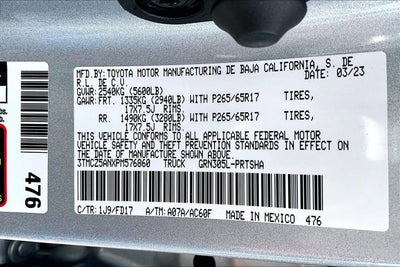 MFD.BY:TOYOTA MOTOR MANUFACTURING DE BAJA CALIFORNIA, S. DE
R.L. DE C.V. DATE: 03/23
GVWR:2540KG (5600LB)
GAWR:FRT. 1335KG (2940LB) WITH P265/65R17 TIRES,
17X7.5J RIMS,
RR. 1490KG (3280LB) WITH P265/65R17 TIRES,
17X7.5J RIMS.
THIS VEHICLE CONFORMS TO ALL APPLICABLE FEDERAL MOTOR
VEHICLE SAFETY AND THEFT PREVENTION STANDARDS IN EFFECT ON
THE DATE OF MANUFACTURE SHOWN ABOVE.
3TMCZ5ANXPM576060 TRUCK GRN305L-PRTSHA
C/TR:1J9/FD17 A/TM:A07A/AC60F MADE IN MEXICO 476
476